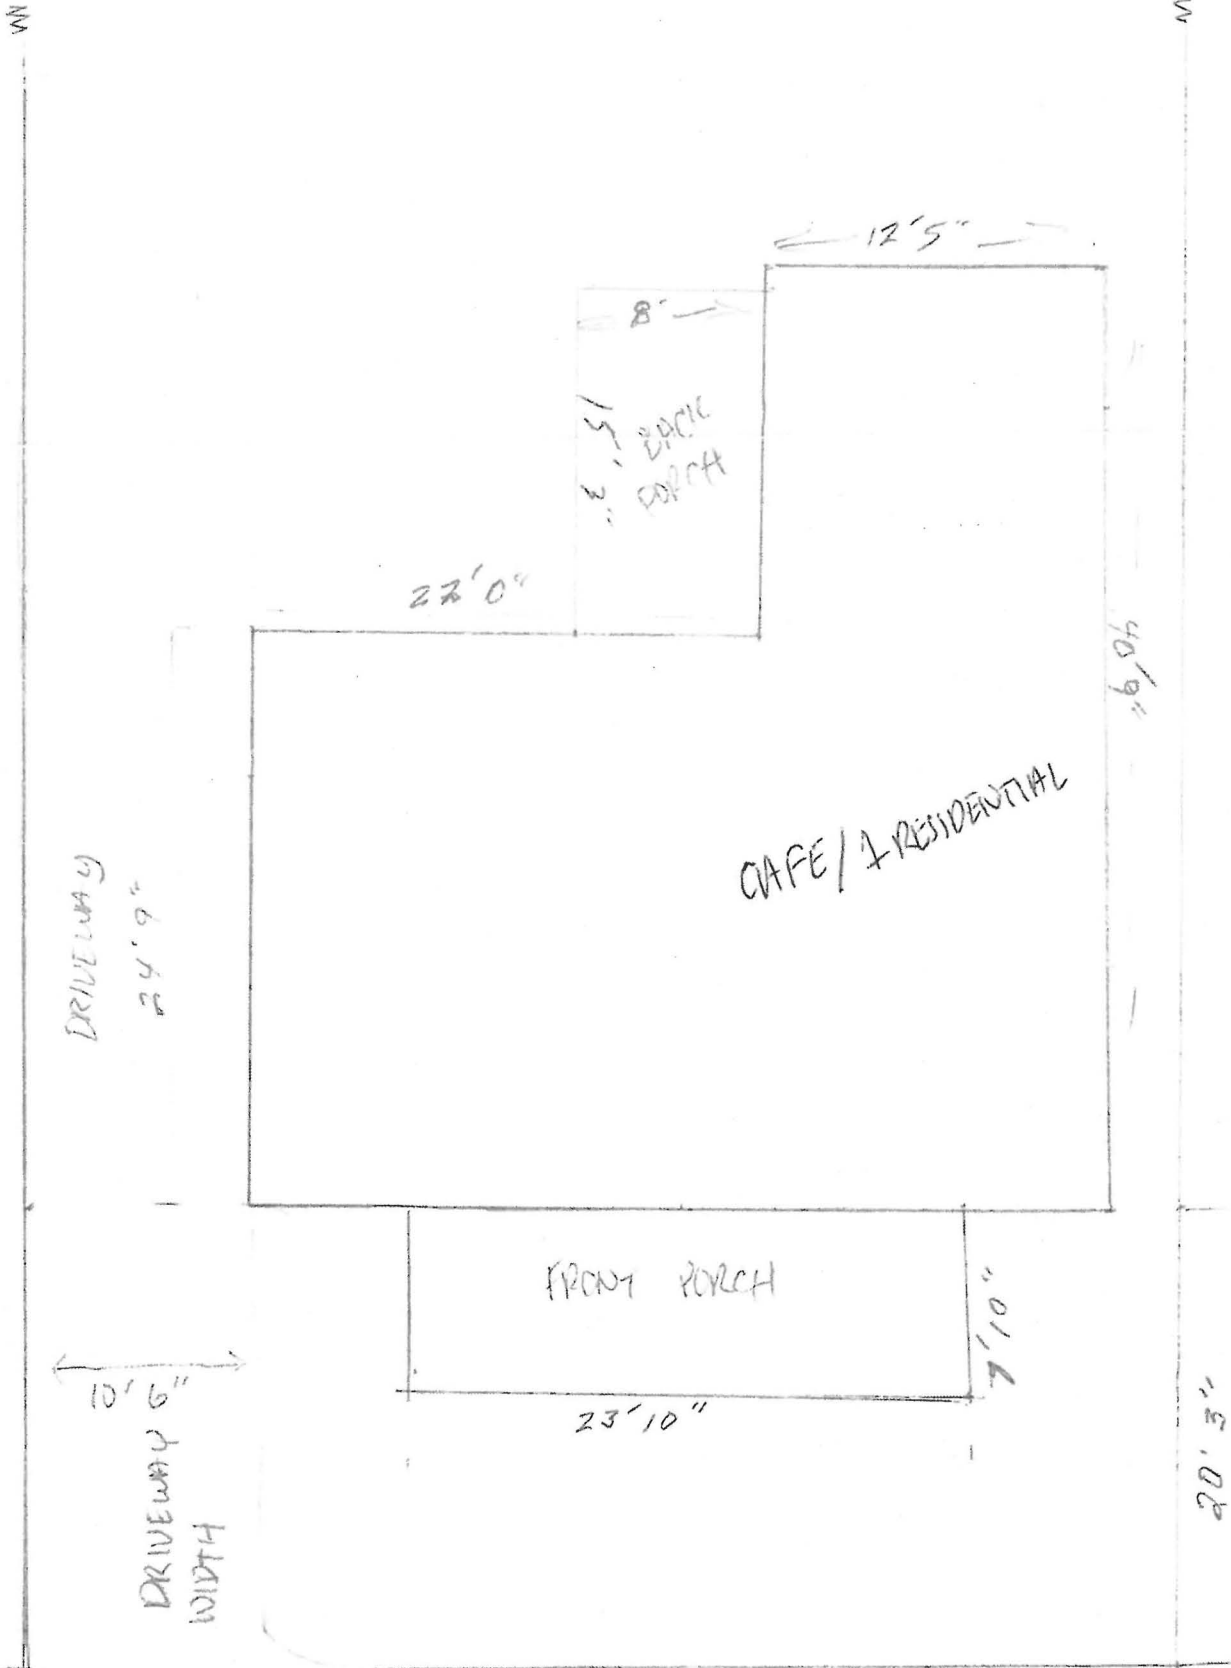 12'5"
8'
15'3"
BACK
PORCH
22'0"
40'9"
CAFE/1 RESIDENTIAL
DRIVEWAY
24'9"
FRONT PORCH
7'10"
23'10"
10'6"
DRIVEWAY
WIDTH
20'3"